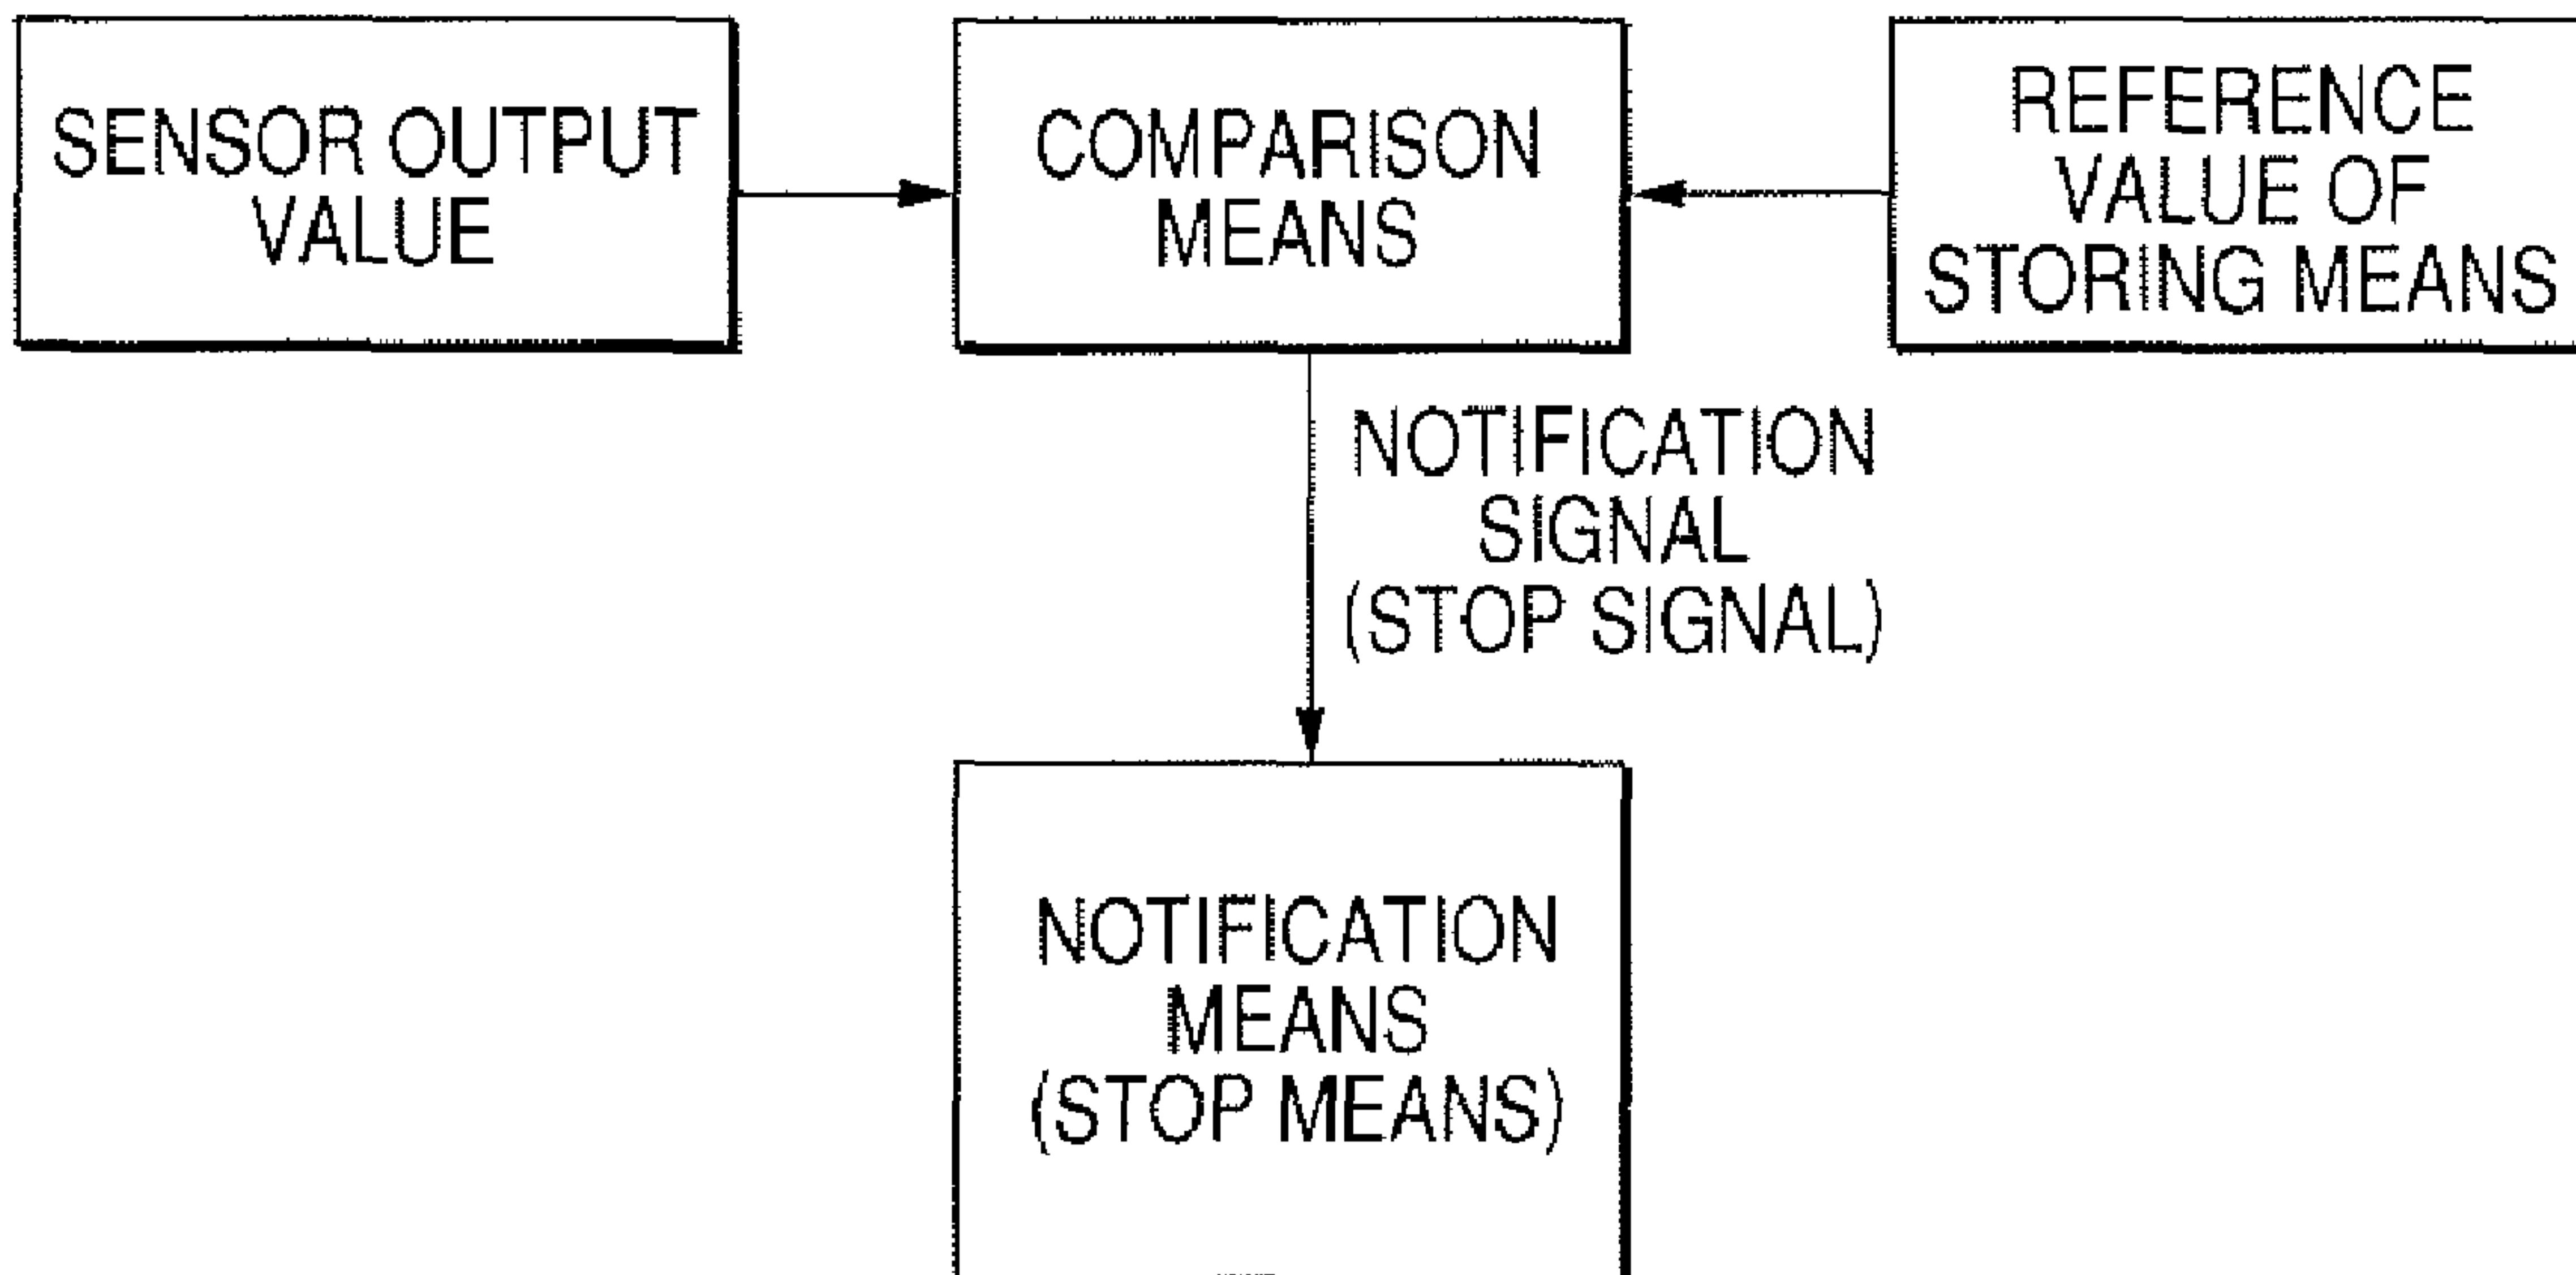 SENSOR OUTPUT
VALUE
COMPARISON
MEANS
REFERENCE
VALUE OF
STORING MEANS
NOTIFICATION
SIGNAL
(STOP SIGNAL)
NOTIFICATION
MEANS
(STOP MEANS)